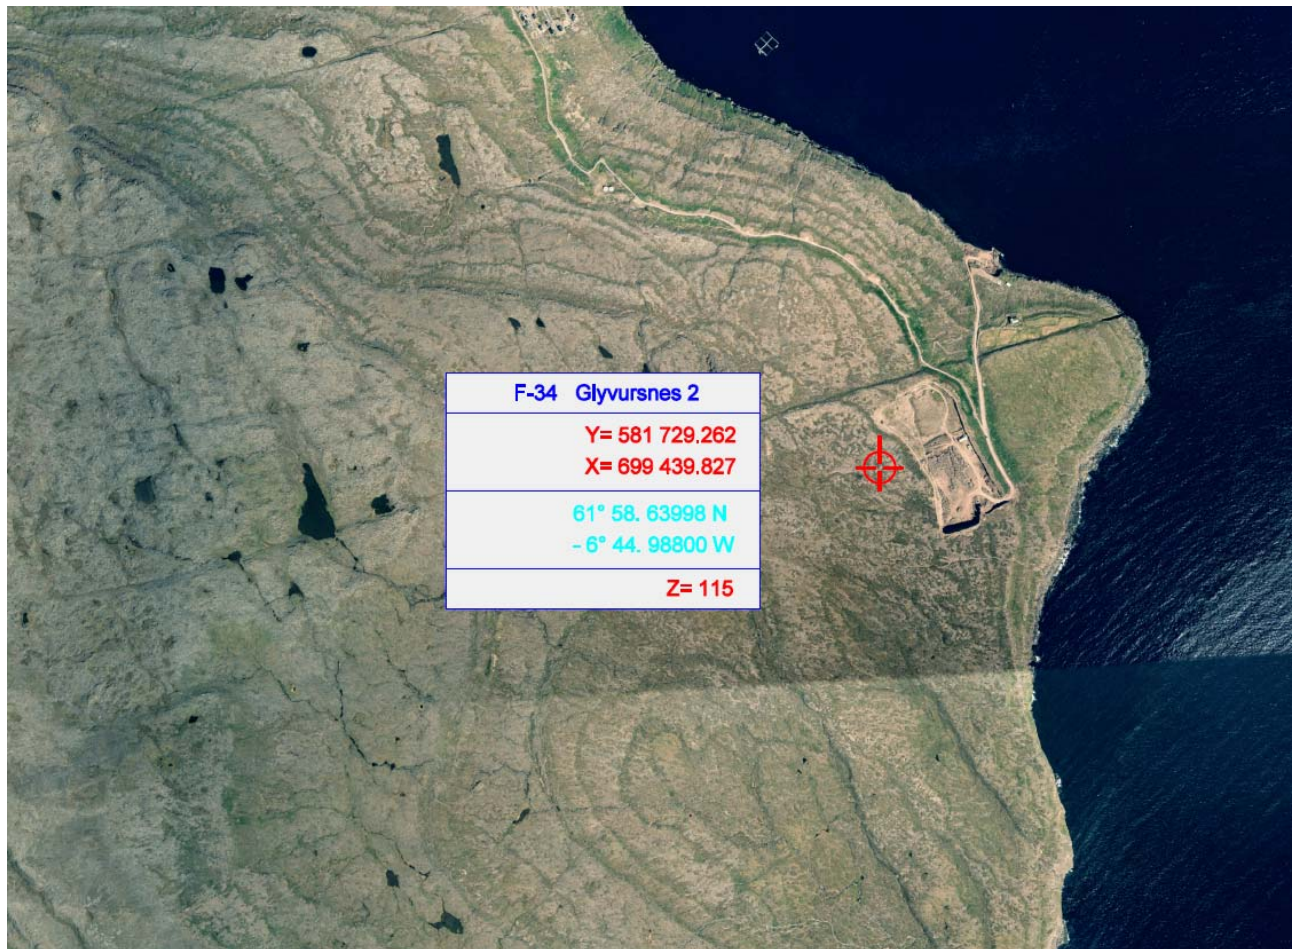 F-34 Glyvursnes 2
Y= 581 729.262
X= 699 439.827
61° 58. 63998 N
- 6° 44. 98800 W
Z= 115